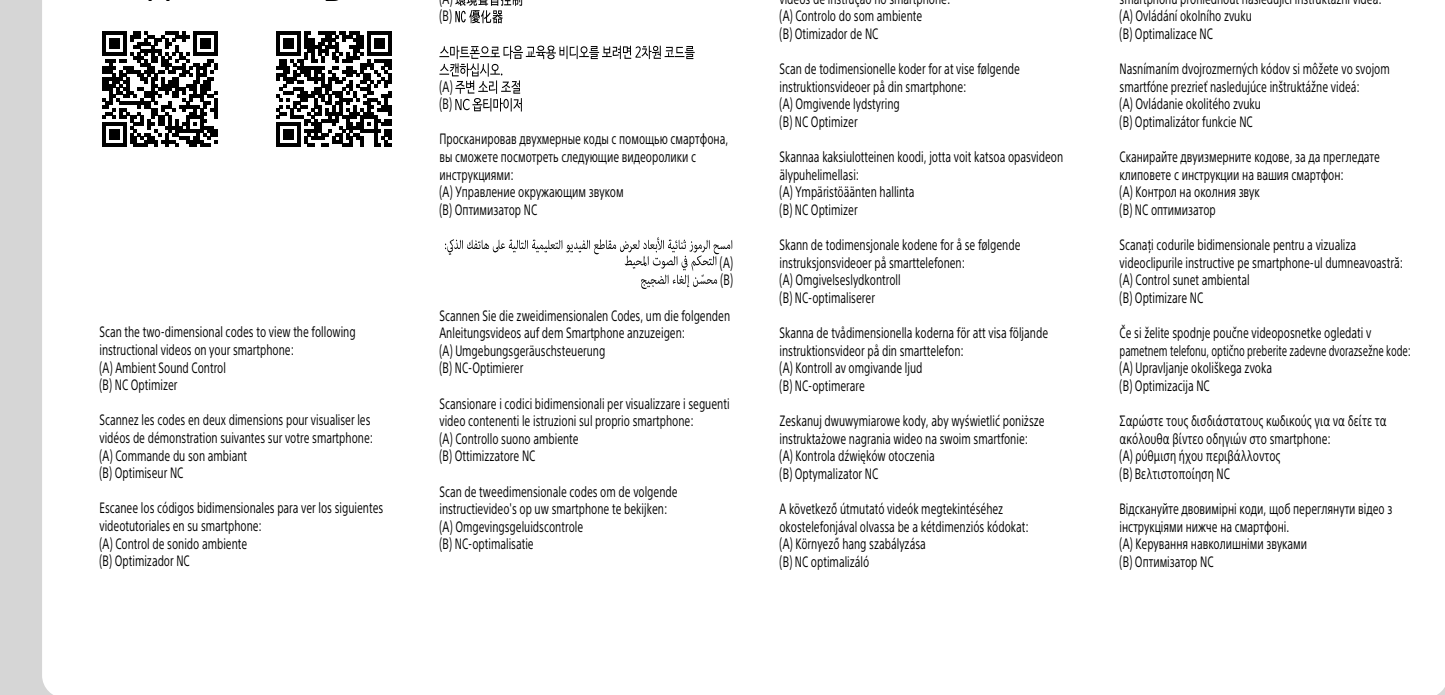 (B) NC 優化器
스마트폰으로 다음 교육용 비디오를 보려면 2차원 코드를
스캔하십시오.
(A) 주변 소리 조절
(B) NC 옵티마이저
Просканировав двухмерные коды с помощью смартфона,
вы сможете посмотреть следующие видеоролики с
инструкциями:
(A) Управление окружающим звуком
(B) Оптимизатор NC
امسح الرموز ثنائية الأبعاد لعرض مقاطع الفيديو التعليمية التالية على هاتفك الذكي:
(A) التحكم في الصوت المحيط
(B) محسّن إلغاء الضجيج
Scan the two-dimensional codes to view the following
instructional videos on your smartphone:
(A) Ambient Sound Control
(B) NC Optimizer
Scannez les codes en deux dimensions pour visualiser les
vidéos de démonstration suivantes sur votre smartphone:
(A) Commande du son ambiant
(B) Optimiseur NC
Escanee los códigos bidimensionales para ver los siguientes
videotutoriales en su smartphone:
(A) Control de sonido ambiente
(B) Optimizador NC
Scannen Sie die zweidimensionalen Codes, um die folgenden
Anleitungsvideos auf dem Smartphone anzuzeigen:
(A) Umgebungsgeräuschsteuerung
(B) NC-Optimierer
Scansionare i codici bidimensionali per visualizzare i seguenti
video contenenti le istruzioni sul proprio smartphone:
(A) Controllo suono ambiente
(B) Ottimizzatore NC
Scan de tweedimensionale codes om de volgende
instructievideo's op uw smartphone te bekijken:
(A) Omgevingsgeluidscontrole
(B) NC-optimalisatie
(A) Controlo do som ambiente
(B) Otimizador de NC
Scan de todimensionelle koder for at vise følgende
instruktionsvideoer på din smartphone:
(A) Omgivende lydstyring
(B) NC Optimizer
Skannaa kaksiulotteinen koodi, jotta voit katsoa opasvideon
älypuhelimellasi:
(A) Ympäristöäänten hallinta
(B) NC Optimizer
Skann de todimensjonale kodene for å se følgende
instruksjonsvideoer på smarttelefonen:
(A) Omgivelseslydkontroll
(B) NC-optimaliserer
Skanna de tvådimensionella koderna för att visa följande
instruktionsvideor på din smarttelefon:
(A) Kontroll av omgivande ljud
(B) NC-optimerare
Zeskanuj dwuwymiarowe kody, aby wyświetlić poniższe
instruktażowe nagrania wideo na swoim smartfonie:
(A) Kontrola dźwięków otoczenia
(B) Optymalizator NC
A következő útmutató videók megtekintéséhez
okostelefonjával olvassa be a kétdimenziós kódokat:
(A) Környező hang szabályzása
(B) NC optimalizáló
(A) Ovládání okolního zvuku
(B) Optimalizace NC
Nasnímaním dvojrozmerných kódov si môžete vo svojom
smartfóne prezrieť nasledujúce inštruktážne videá:
(A) Ovládanie okolitého zvuku
(B) Optimalizátor funkcie NC
Сканирайте двуизмерните кодове, за да прегледате
клиповете с инструкции на вашия смартфон:
(A) Контрол на околния звук
(B) NC оптимизатор
Scanați codurile bidimensionale pentru a vizualiza
videoclipurile instructive pe smartphone-ul dumneavoastră:
(A) Control sunet ambiental
(B) Optimizare NC
Če si želite spodnje poučne videoposnetke ogledati v
pametnem telefonu, optično preberite zadevne dvorazsežne kode:
(A) Upravljanje okoliškega zvoka
(B) Optimizacija NC
Σαρώστε τους δισδιάστατους κωδικούς για να δείτε τα
ακόλουθα βίντεο οδηγιών στο smartphone:
(A) ρύθμιση ήχου περιβάλλοντος
(B) Βελτιστοποίηση NC
Відскануйте двовимірні коди, щоб переглянути відео з
інструкціями нижче на смартфоні.
(A) Керування навколишніми звуками
(B) Оптимізатор NC